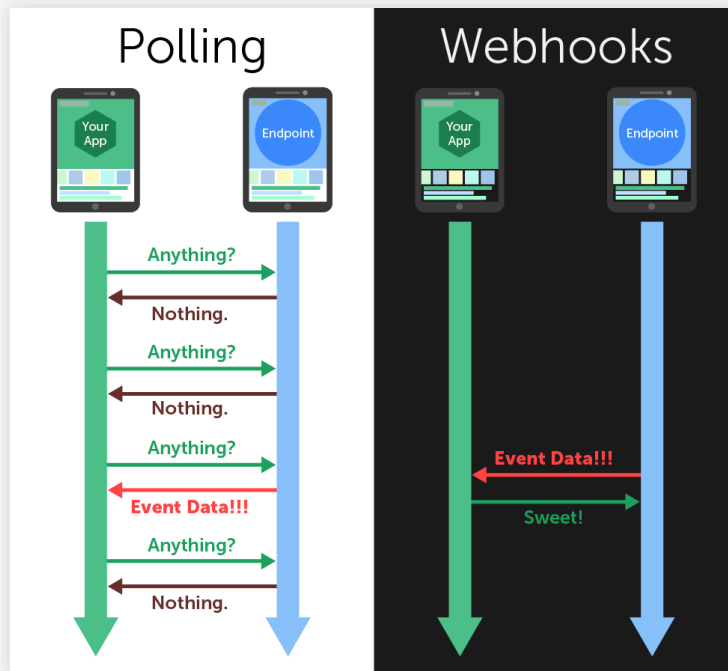 Polling
Your
App
Endpoint
Anything?
Nothing.
Anything?
Nothing.
Anything?
Event Data!!!
Anything?
Nothing.
Webhooks
Your
App
Endpoint
Event Data!!!
Sweet!